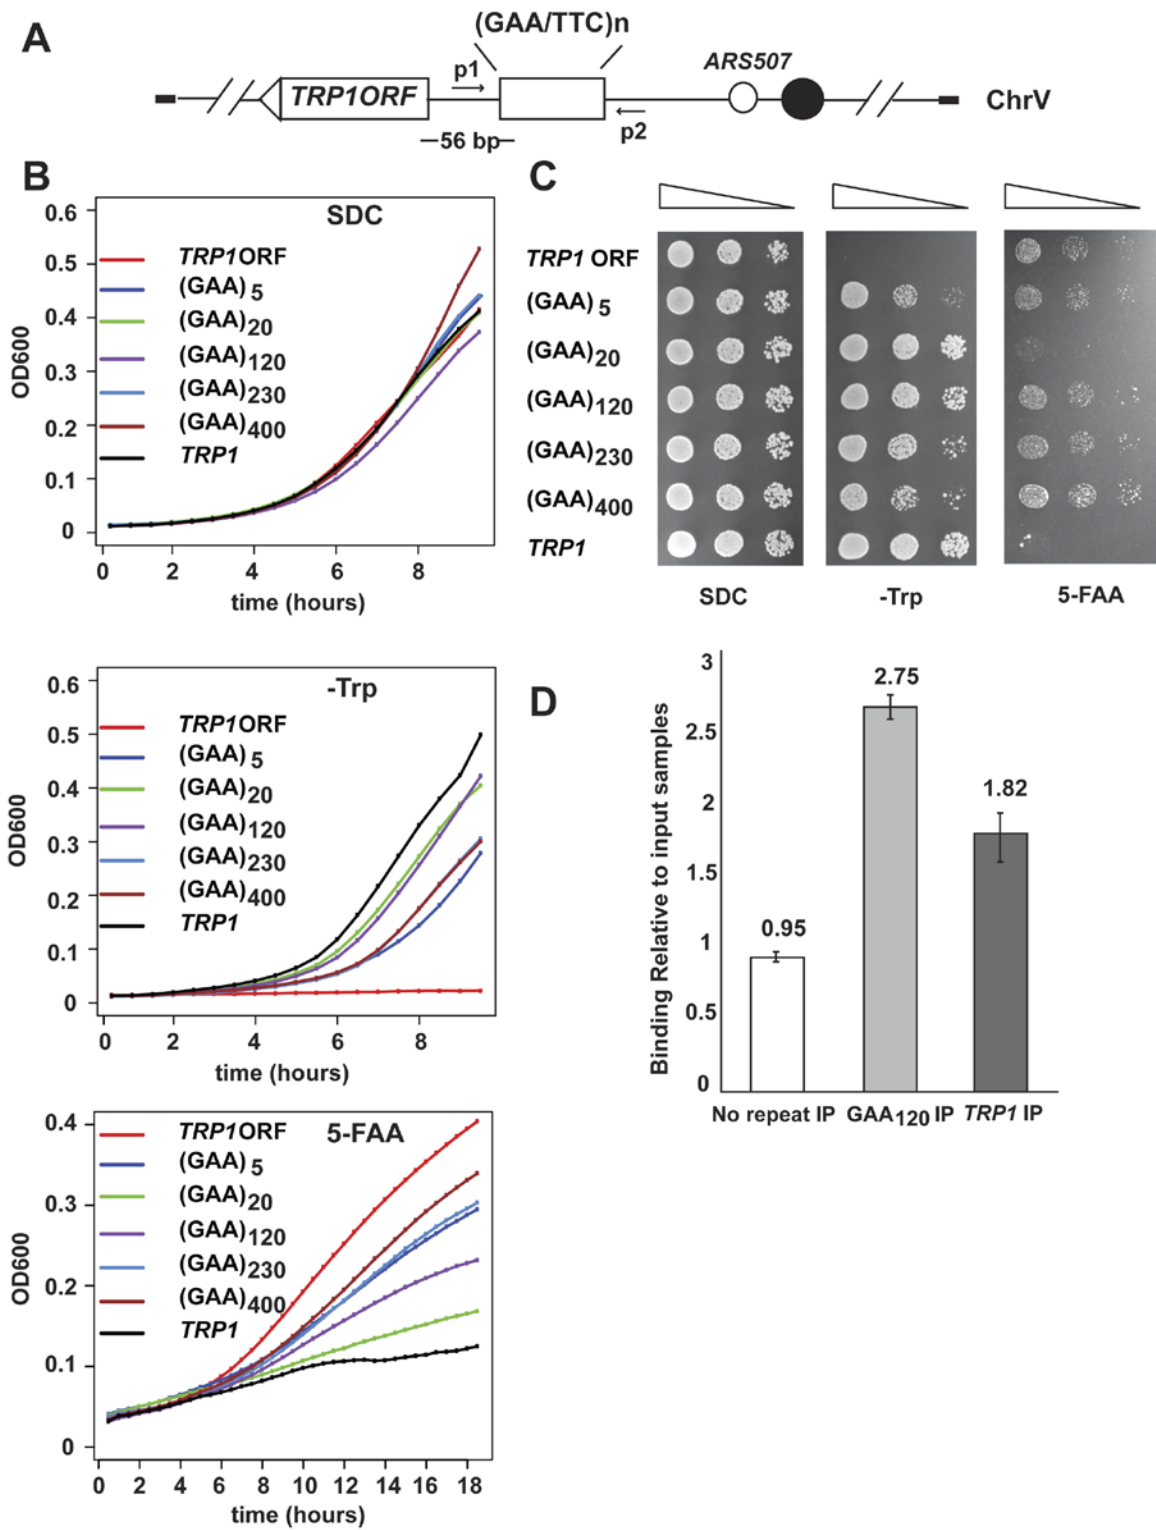 A
(GAA/TTC)n
p1
ARS507
TRP1ORF
ChrV
p2
56 bp
B
SDC
0.6
0.5
0.4
0.3
0.2
0.1
0
OD600
TRP1ORF
(GAA)5
(GAA)20
(GAA)120
(GAA)230
(GAA)400
TRP1
0 2 4 6 8
time (hours)
-Trp
0.6
0.5
0.4
0.3
0.2
0.1
0
OD600
TRP1ORF
(GAA)5
(GAA)20
(GAA)120
(GAA)230
(GAA)400
TRP1
0 2 4 6 8
time (hours)
5-FAA
0.4
0.3
0.2
0.1
0
OD600
TRP1ORF
(GAA)5
(GAA)20
(GAA)120
(GAA)230
(GAA)400
TRP1
0 2 4 6 8 10 12 14 16 18
time (hours)
C
TRP1 ORF
(GAA)5
(GAA)20
(GAA)120
(GAA)230
(GAA)400
TRP1
SDC -Trp 5-FAA
D
Binding Relative to input samples
3
2.5
2
1.5
1
0.5
0
0.95
2.75
1.82
No repeat IP GAA120 IP TRP1 IP